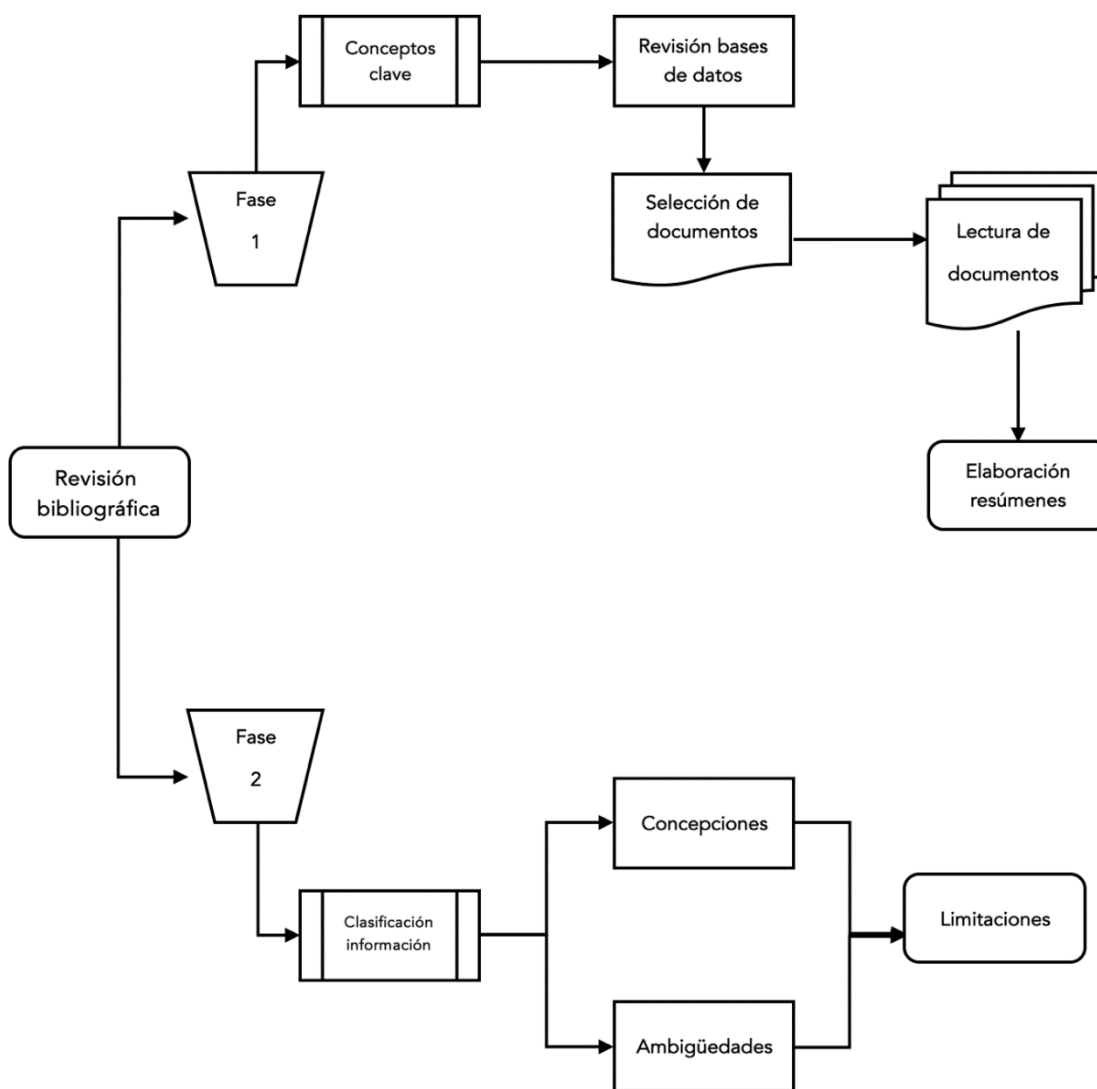 Conceptos
clave
Revisión bases
de datos
Fase
1
Selección de
documentos
Lectura de
documentos
Revisión
bibliográfica
Elaboración
resúmenes
Fase
2
Concepciones
Clasificación
información
Limitaciones
Ambigüedades